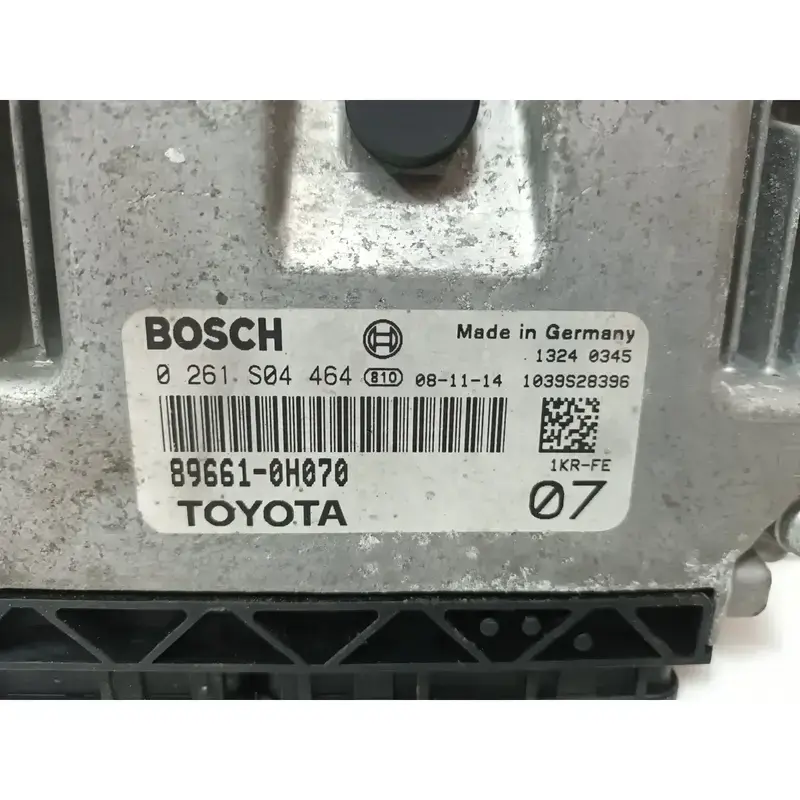 BOSCH Made in Germany
1324 0345
0 261 S04 464 810 08-11-14 1039S28396
89661-0H070 1KR-FE
TOYOTA 07